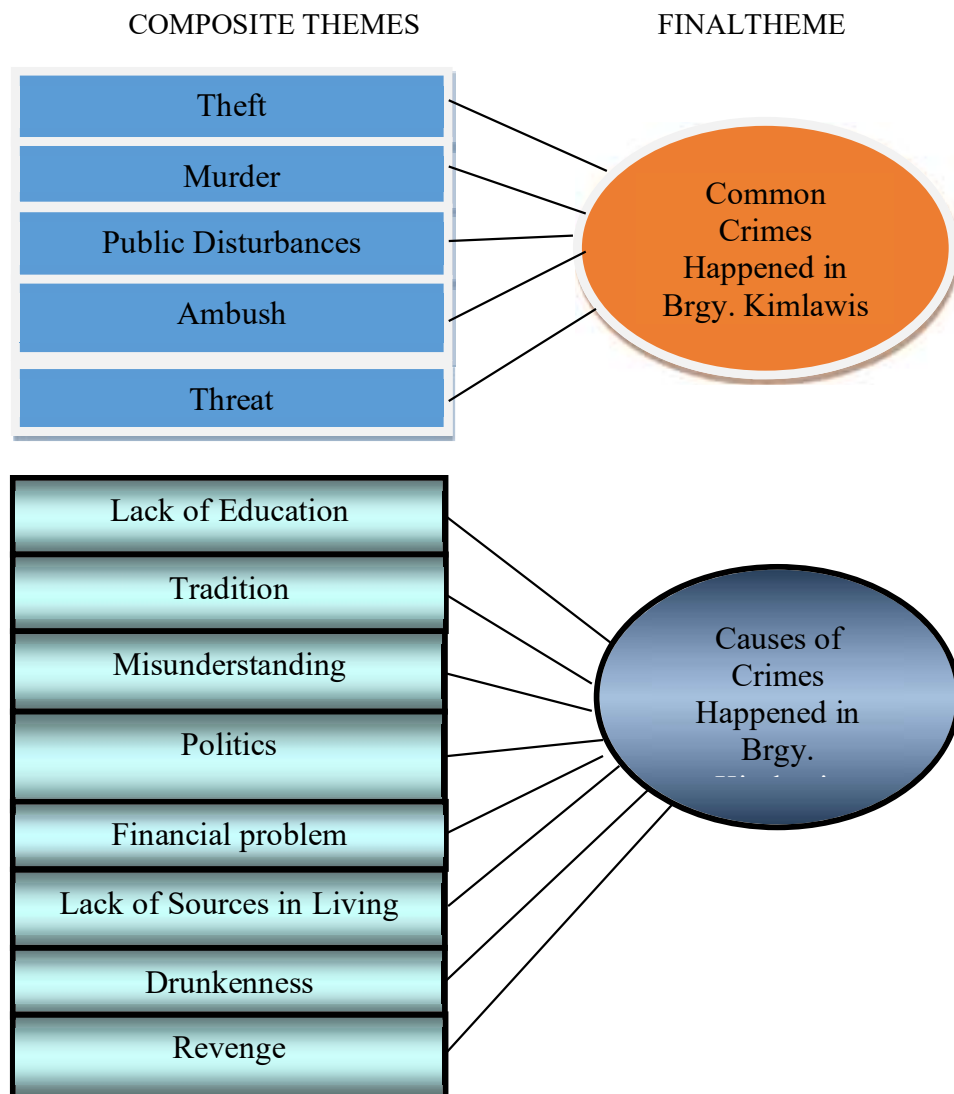 COMPOSITE THEMES
FINALTHEME
Theft
Murder
Public Disturbances
Ambush
Threat
Common
Crimes
Happened in
Brgy. Kimlawis
Lack of Education
Tradition
Misunderstanding
Politics
Financial problem
Lack of Sources in Living
Drunkenness
Revenge
Causes of
Crimes
Happened in
Brgy.